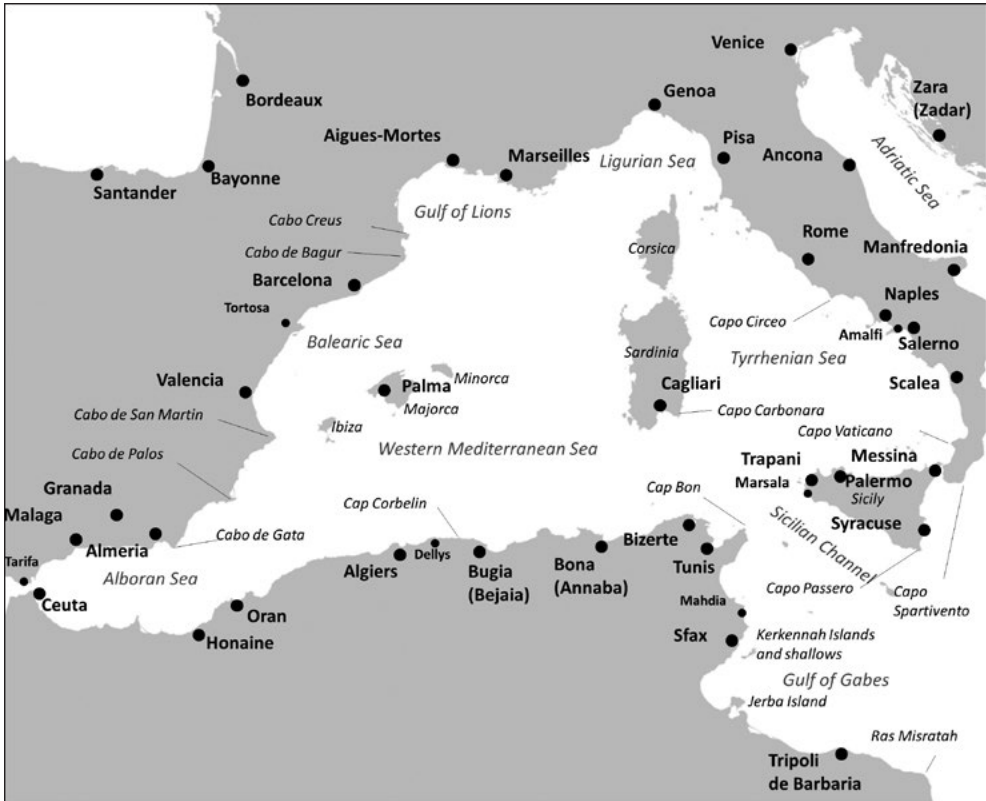 Venice
Bordeaux
Genoa
Zara
(Zadar)
Aigues-Mortes
Marseilles
Pisa
Ancona
Ligurian Sea
Adriatic Sea
Santander
Bayonne
Gulf of Lions
Cabo Creus
Cabo de Bagur
Corsica
Rome
Manfredonia
Barcelona
Tortosa
Naples
Capo Circeo
Amalfi
Salerno
Balearic Sea
Sardinia
Tyrrhenian Sea
Valencia
Palma
Minorca
Majorca
Cagliari
Scalea
Cabo de San Martin
Ibiza
Capo Carbonara
Capo Vaticano
Western Mediterranean Sea
Cabo de Palos
Messina
Trapani
Palermo
Marsala
Sicily
Granada
Malaga
Cap Corbelin
Cap Bon
Sicilian Channel
Syracuse
Almeria
Cabo de Gata
Bizerte
Tarifa
Alboran Sea
Algiers
Dellys
Bugia
(Bejaia)
Bona
(Annaba)
Tunis
Capo Passero
Capo
Spartivento
Ceuta
Oran
Honaine
Mahdia
Sfax
Kerkennah Islands
and shallows
Gulf of Gabes
Jerba Island
Ras Misratah
Tripoli
de Barbaria